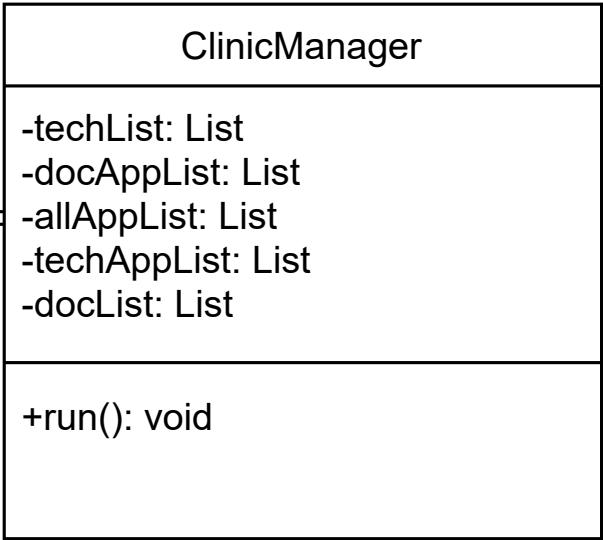 ClinicManager
-techList: List
-docAppList: List
-allAppList: List
-techAppList: List
-docList: List
+run(): void